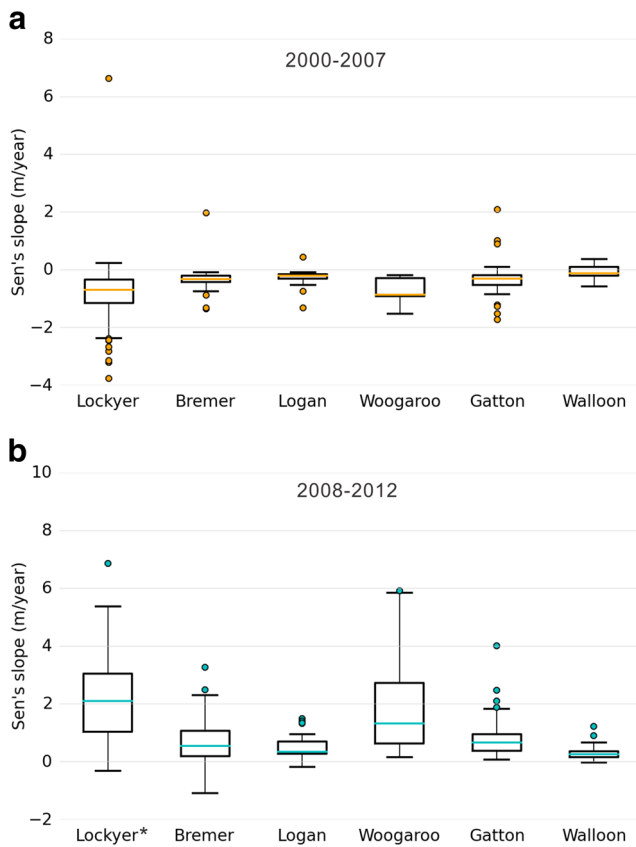 a
2000-2007
8
6
4
2
0
−2
−4
Sen's slope (m/year)
Lockyer Bremer Logan Woogaroo Gatton Walloon
b
2008-2012
10
8
6
4
2
0
−2
Sen's slope (m/year)
Lockyer* Bremer Logan Woogaroo Gatton Walloon